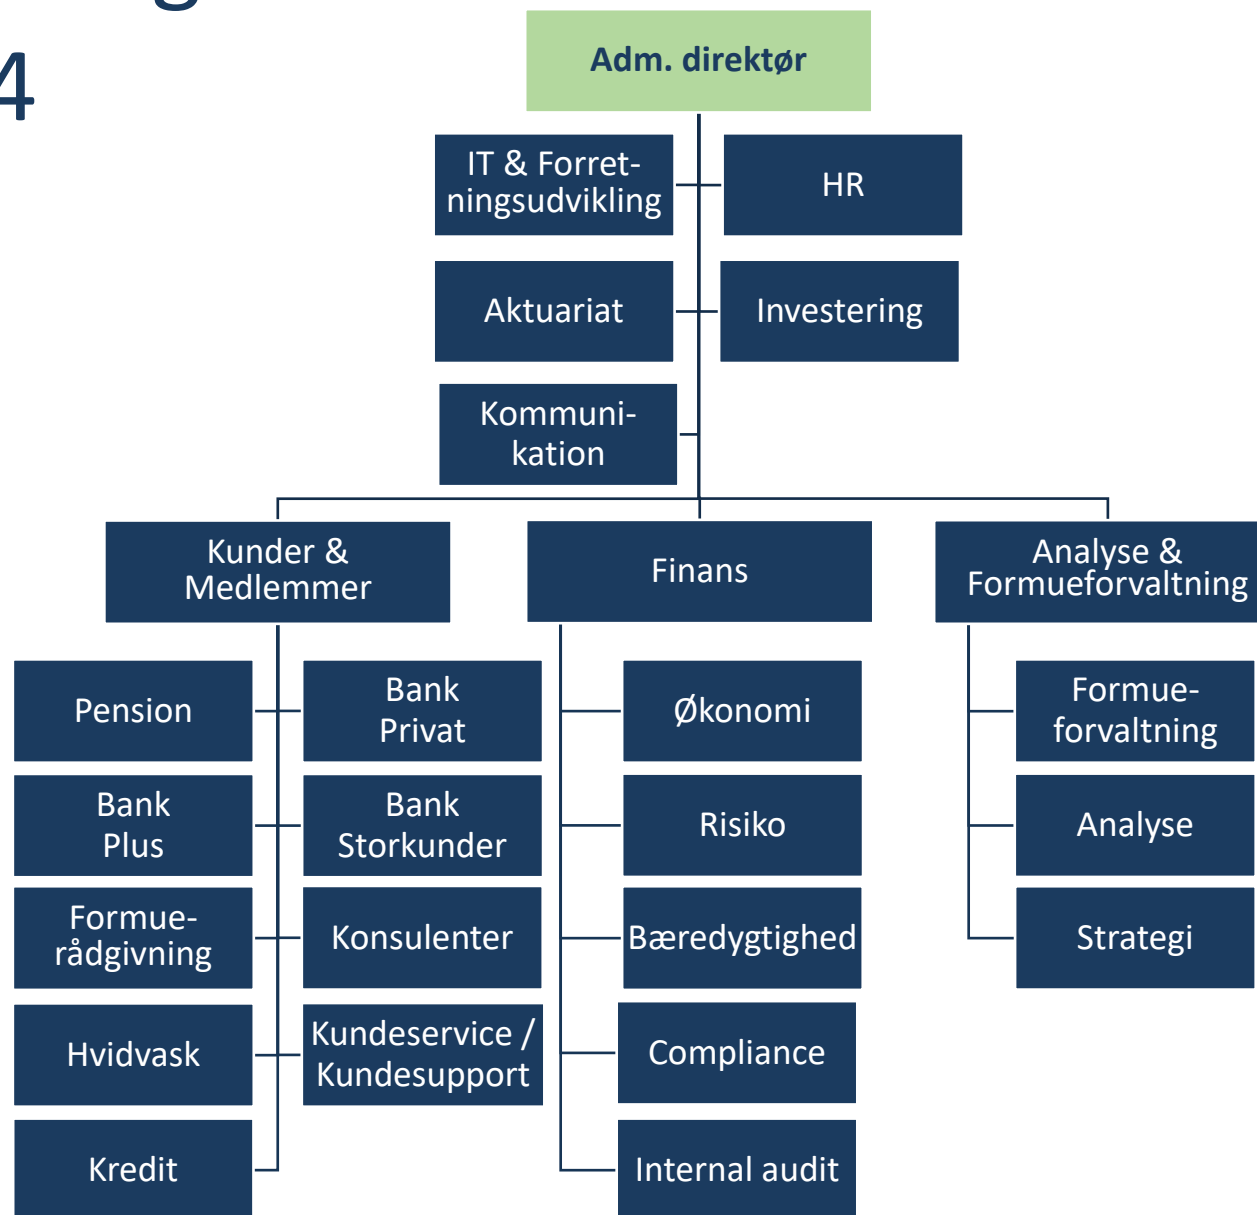 g
4
Adm. direktør
IT & Forret-
ningsudvikling
HR
Aktuariat
Investering
Kommuni-
kation
Kunder &
Medlemmer
Finans
Analyse &
Formueforvaltning
Pension
Bank
Privat
Økonomi
Formue-
forvaltning
Bank
Plus
Bank
Storkunder
Risiko
Analyse
Formue-
rådgivning
Konsulenter
Bæredygtighed
Strategi
Hvidvask
Kundeservice /
Kundesupport
Compliance
Kredit
Internal audit